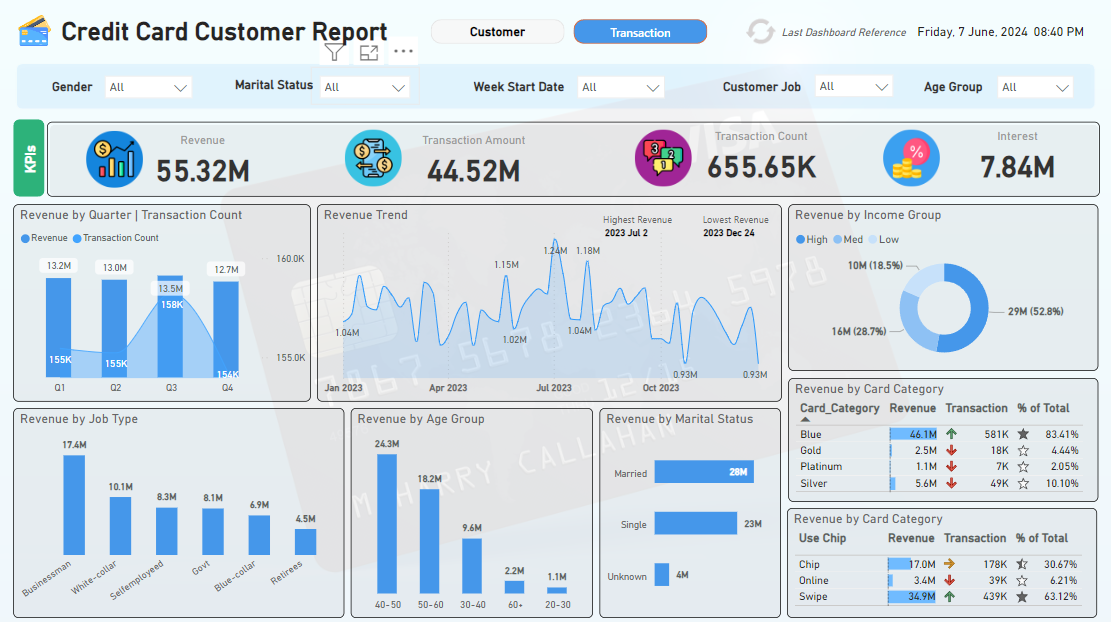 Credit Card Customer Report
Customer
Transaction
Last Dashboard Reference
Friday, 7 June, 2024 08:40 PM
Gender
All
Marital Status
All
Week Start Date
All
Customer Job
All
Age Group
All
KPIs
Revenue
55.32M
Transaction Amount
44.52M
Transaction Count
655.65K
Interest
7.84M
VISA
Revenue by Quarter | Transaction Count
Revenue
Transaction Count
13.2M
13.0M
13.5M
12.7M
160.0K
155.0K
155K
155K
158K
154K
Q1
Q2
Q3
Q4
Revenue Trend
Highest Revenue
2023 Jul 2
Lowest Revenue
2023 Dec 24
1.04M
1.15M
1.02M
1.24M
1.18M
1.04M
0.93M
0.93M
Jan 2023
Apr 2023
Jul 2023
Oct 2023
7067 5678 2364 5978
12/1
M HARRY CALLAHAN
Revenue by Income Group
High
Med
Low
10M (18.5%)
16M (28.7%)
29M (52.8%)
Revenue by Card Category
Card_Category Revenue Transaction % of Total
Blue 46.1M 581K 83.41%
Gold 2.5M 18K 4.44%
Platinum 1.1M 7K 2.05%
Silver 5.6M 49K 10.10%
Revenue by Job Type
17.4M
10.1M
8.3M
8.1M
6.9M
4.5M
Businessman
White-collar
Selfemployeed
Govt
Blue-collar
Retirees
Revenue by Age Group
24.3M
18.2M
9.6M
2.2M
1.1M
40-50
50-60
30-40
60+
20-30
Revenue by Marital Status
Married
28M
Single
23M
Unknown
4M
Revenue by Card Category
Use Chip Revenue Transaction % of Total
Chip 17.0M 178K 30.67%
Online 3.4M 39K 6.21%
Swipe 34.9M 439K 63.12%